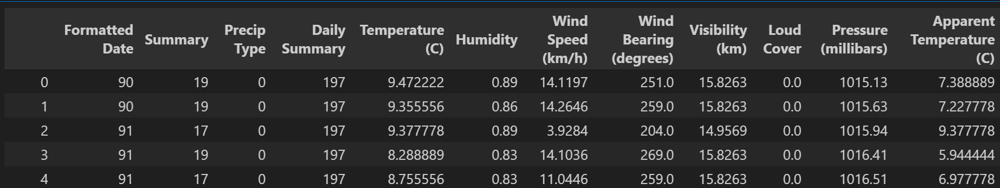 Formatted Date Summary Precip Type Daily Summary Temperature (C) Humidity Wind Speed (km/h) Wind Bearing (degrees) Visibility (km) Loud Cover Pressure (millibars) Apparent Temperature (C)
0 90 19 0 197 9.472222 0.89 14.1197 251.0 15.8263 0.0 1015.13 7.388889
1 90 19 0 197 9.355556 0.86 14.2646 259.0 15.8263 0.0 1015.63 7.227778
2 91 17 0 197 9.377778 0.89 3.9284 204.0 14.9569 0.0 1015.94 9.377778
3 91 19 0 197 8.288889 0.83 14.1036 269.0 15.8263 0.0 1016.41 5.944444
4 91 17 0 197 8.755556 0.83 11.0446 259.0 15.8263 0.0 1016.51 6.977778